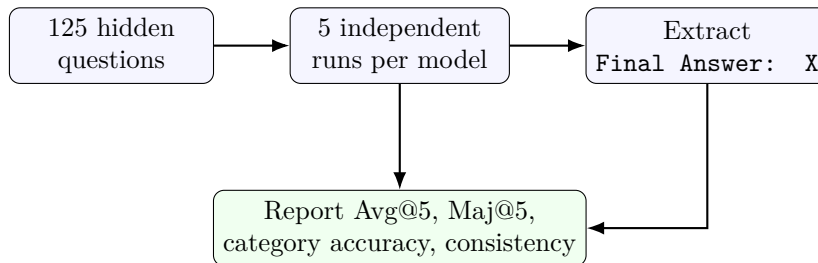 125 hidden
questions
5 independent
runs per model
Extract
Final Answer: X
Report Avg@5, Maj@5,
category accuracy, consistency